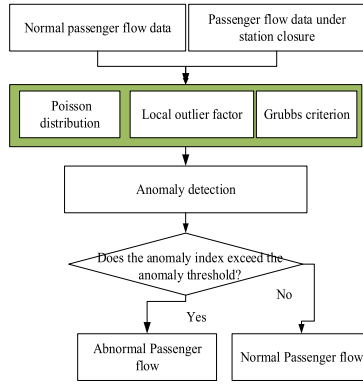 Normal passenger flow data
Passenger flow data under
station closure
Poisson
distribution
Local outlier factor
Grubbs criterion
Anomaly detection
Does the anomaly index exceed the
anomaly threshold?
No
Yes
Abnormal Passenger
flow
Normal Passenger flow